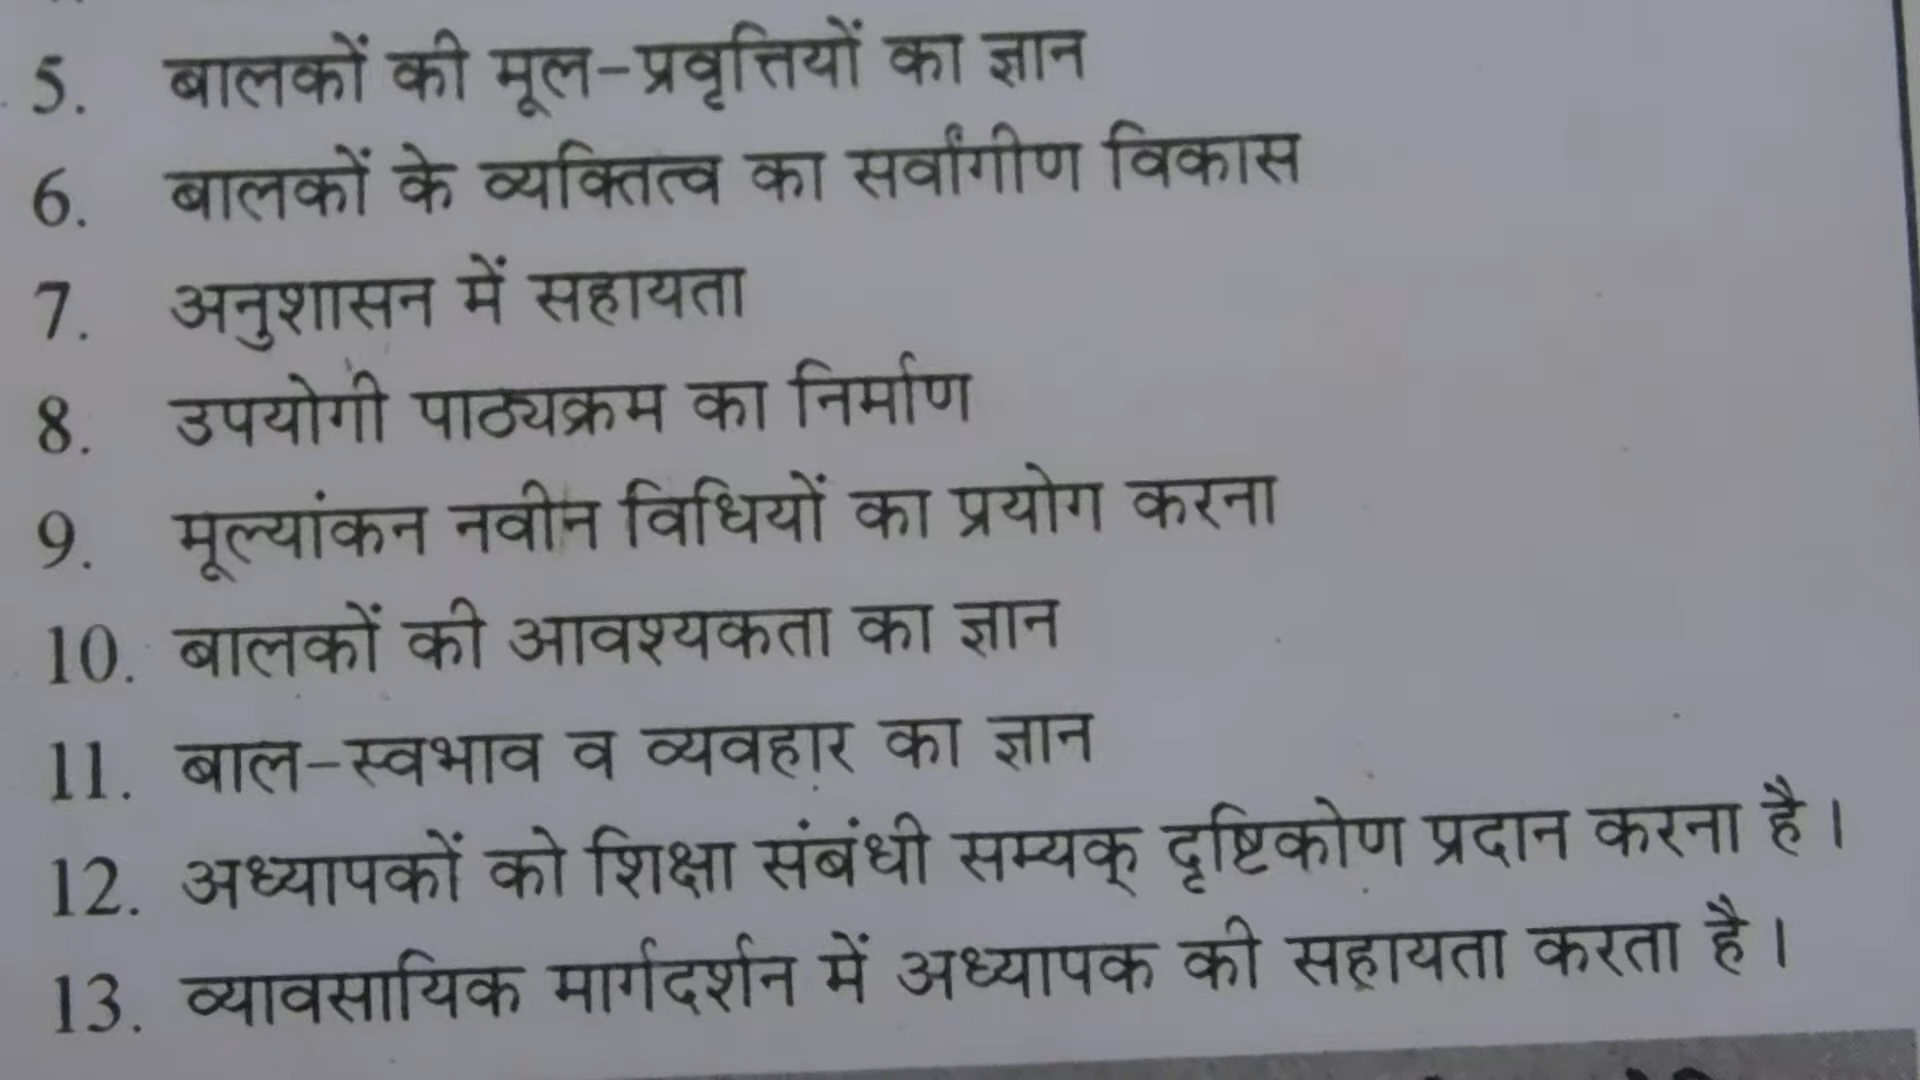 5. बालकों की मूल-प्रवृत्तियों का ज्ञान
6. बालकों के व्यक्तित्व का सर्वांगीण विकास
7. अनुशासन में सहायता
8. उपयोगी पाठ्यक्रम का निर्माण
9. मूल्यांकन नवीन विधियों का प्रयोग करना
10. बालकों की आवश्यकता का ज्ञान
11. बाल-स्वभाव व व्यवहार का ज्ञान
12. अध्यापकों को शिक्षा संबंधी सम्यक् दृष्टिकोण प्रदान करना है।
13. व्यावसायिक मार्गदर्शन में अध्यापक की सहायता करता है।